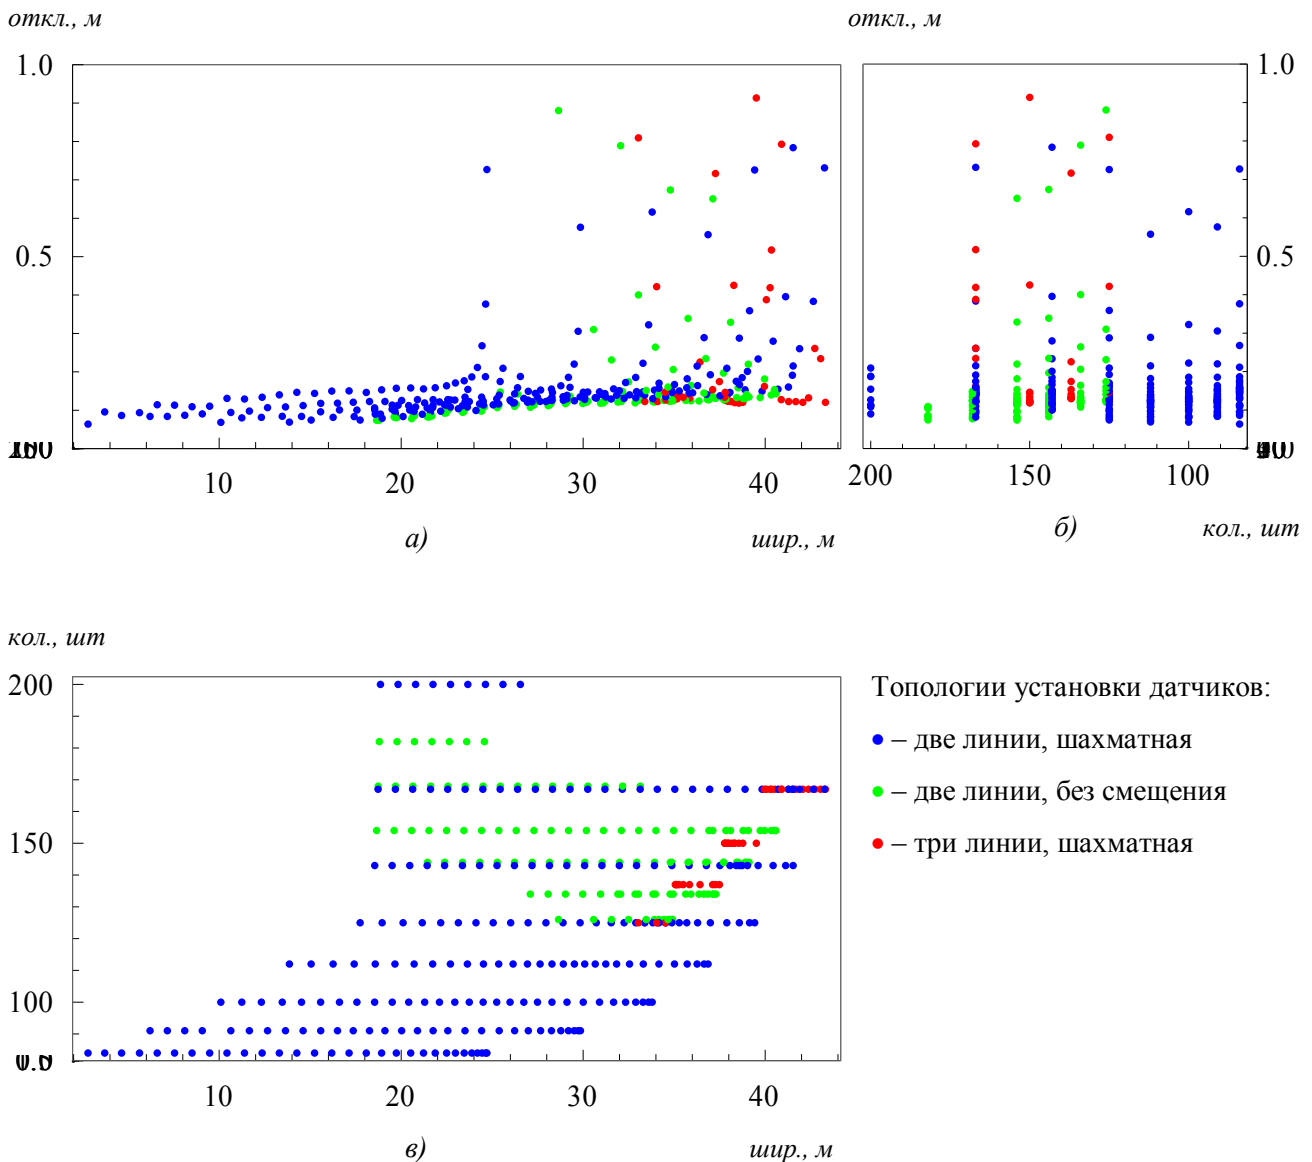 откл., м
откл., м
1.0
1.0
0.5
0.5
10
20
30
40
200
150
100
а)
шир., м
б)
кол., шт
кол., шт
200
150
100
10
20
30
40
в)
шир., м
Топологии установки датчиков:
– две линии, шахматная
– две линии, без смещения
– три линии, шахматная